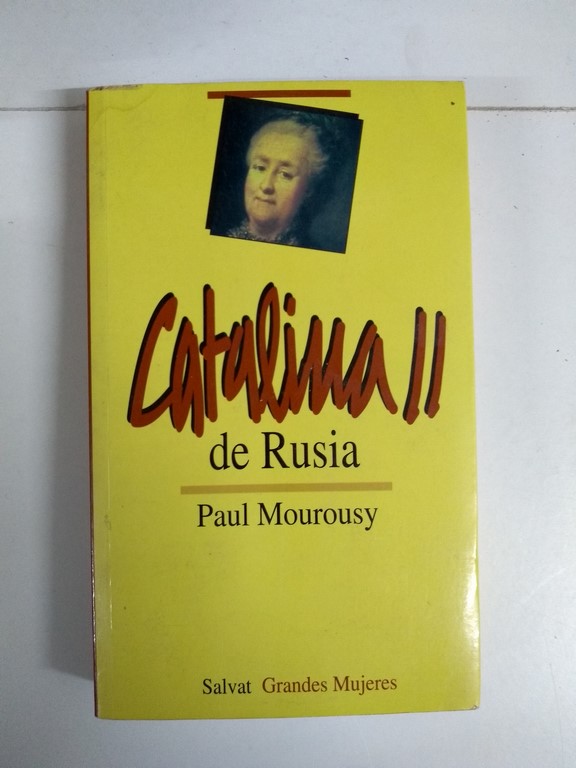 Catalina II
de Rusia
Paul Mourousy
Salvat Grandes Mujeres